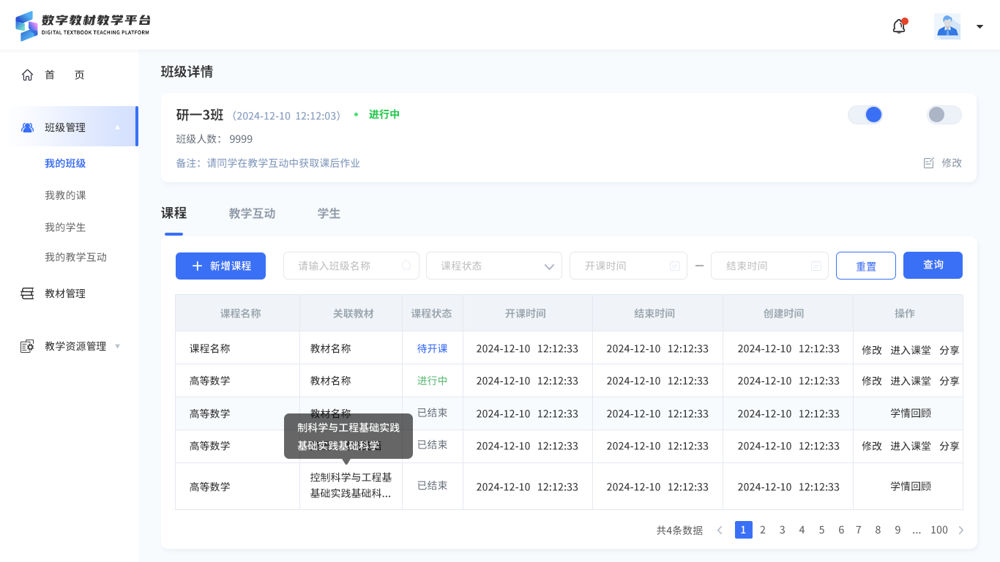 数字教材教学平台
DIGITAL TEXTBOOK TEACHING PLATFORM
首 页
班级管理
我的班级
我教的课
我的学生
我的教学互动
教材管理
教学资源管理
班级详情
研一3班 （2024-12-10 12:12:03） 进行中
班级人数： 9999
备注：请同学在教学互动中获取课后作业
修改
课程 教学互动 学生
新增课程 请输入班级名称 课程状态 开课时间 — 结束时间 重置 查询
课程名称 关联教材 课程状态 开课时间 结束时间 创建时间 操作
课程名称 教材名称 待开课 2024-12-10 12:12:33 2024-12-10 12:12:33 2024-12-10 12:12:33 修改 进入课堂 分享
高等数学 教材名称 进行中 2024-12-10 12:12:33 2024-12-10 12:12:33 2024-12-10 12:12:33 修改 进入课堂 分享
高等数学 教材名称 已结束 2024-12-10 12:12:33 2024-12-10 12:12:33 2024-12-10 12:12:33 学情回顾
制科学与工程基础实践
基础实践基础科学
高等数学 已结束 2024-12-10 12:12:33 2024-12-10 12:12:33 2024-12-10 12:12:33 修改 进入课堂 分享
高等数学 控制科学与工程基 已结束 2024-12-10 12:12:33 2024-12-10 12:12:33 2024-12-10 12:12:33 学情回顾
基础实践基础科...
共4条数据 1 2 3 4 5 6 7 8 9 ... 100